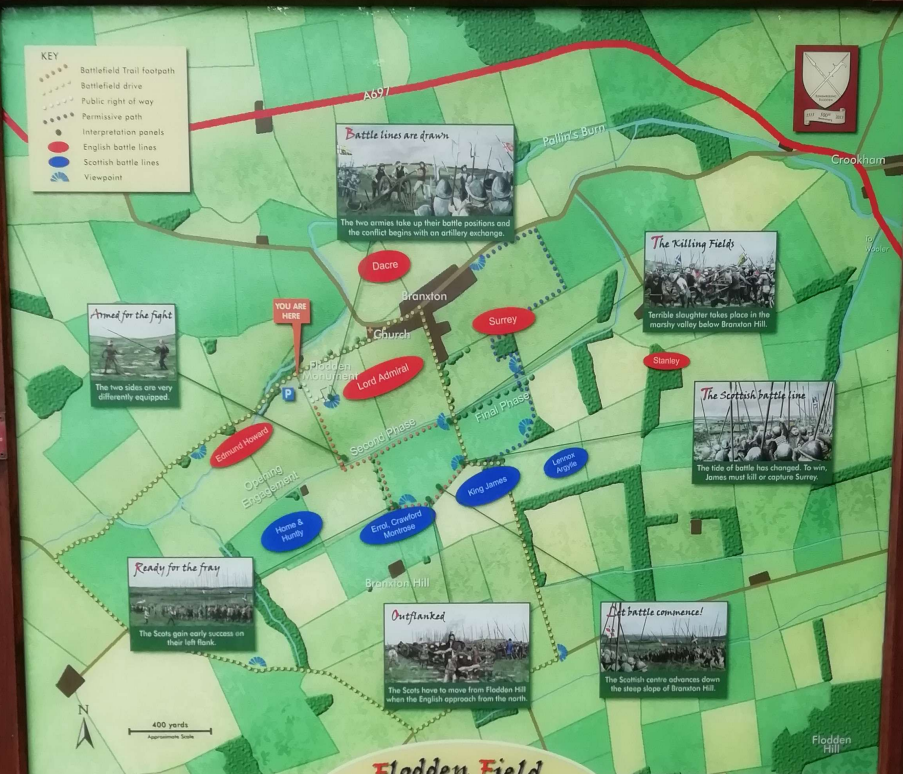 KEY
Battlefield Trail footpath
Battlefield drive
Public right of way
Permissive path
Interpretation panels
English battle lines
Scottish battle lines
Viewpoint
A697
Pallin's Burn
Crookham
Battle lines are drawn
The two armies take up their battle positions and
the conflict begins with an artillery exchange.
The Killing Fields
Terrible slaughter takes place in the
marshy valley below Branxton Hill.
Dacre
Branxton
Armed for the fight
The two sides are very
differently equipped.
YOU ARE
HERE
Church
Surrey
Stanley
Flodden
Monument
P
Lord Admiral
The Scottish battle line
The tide of battle has changed. To win,
James must kill or capture Surrey.
Edmund Howard
Second Phase
Final Phase
Opening
Engagement
King James
Lennox
Argyle
Home &
Huntly
Errol, Crawford
Montrose
Branxton Hill
Ready for the fray
The Scots gain early success on
their left flank.
Outflanked
The Scots have to move from Flodden Hill
when the English approach from the north.
Let battle commence!
The Scottish centre advances down
the steep slope of Branxton Hill.
N
400 yards
Approximate Scale
Flodden
Hill
Flodden Field